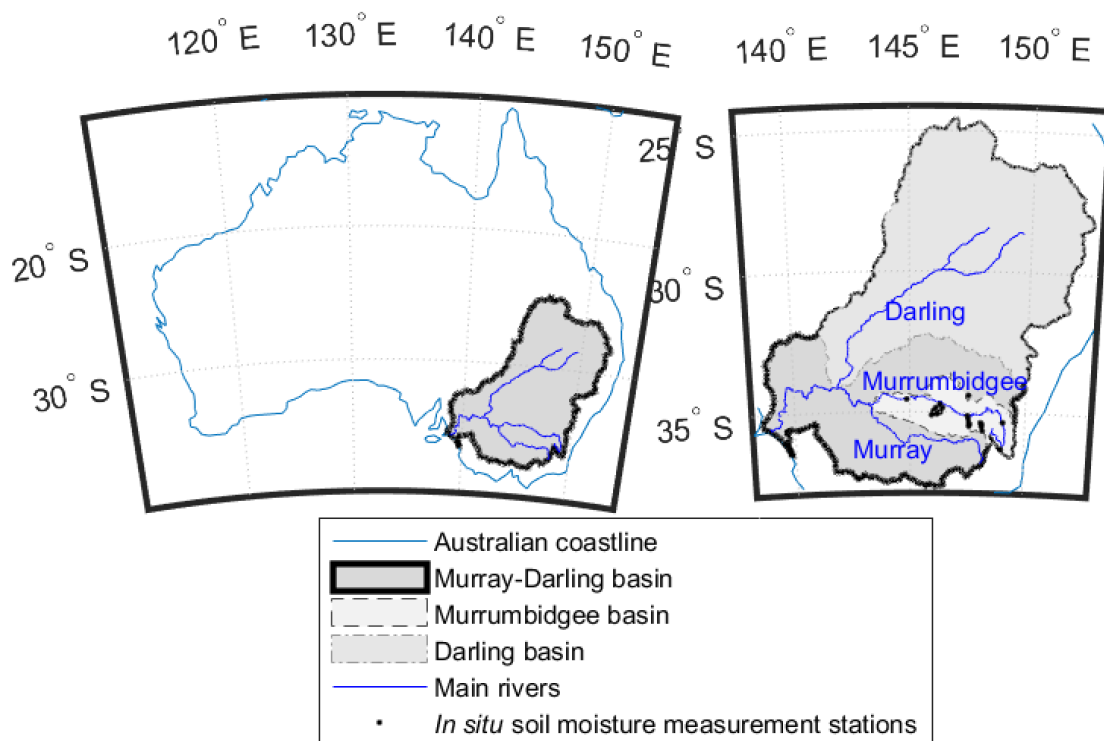 120° E
130° E
140° E
150° E
140° E
145° E
150° E
20° S
30° S
25° S
30° S
35° S
Darling
Murrumbidgee
Murray
Australian coastline
Murray-Darling basin
Murrumbidgee basin
Darling basin
Main rivers
In situ soil moisture measurement stations